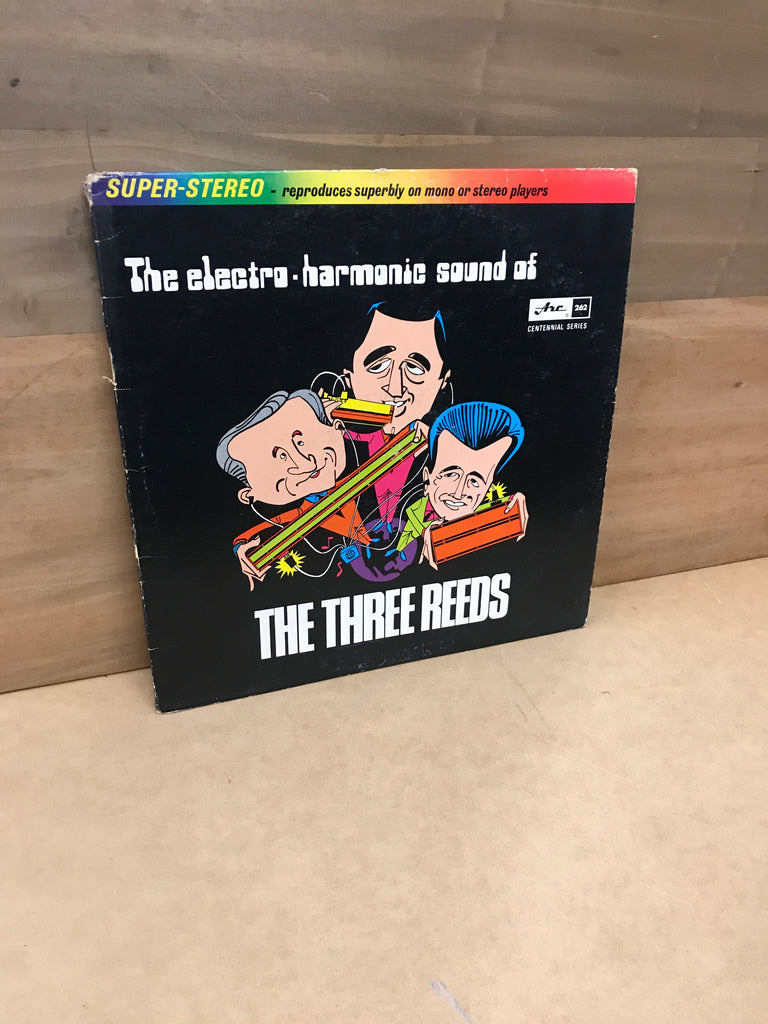 SUPER-STEREO - reproduces superbly on mono or stereo players
The electro-harmonic sound of
Arc 262
CENTENNIAL SERIES
THE THREE REEDS